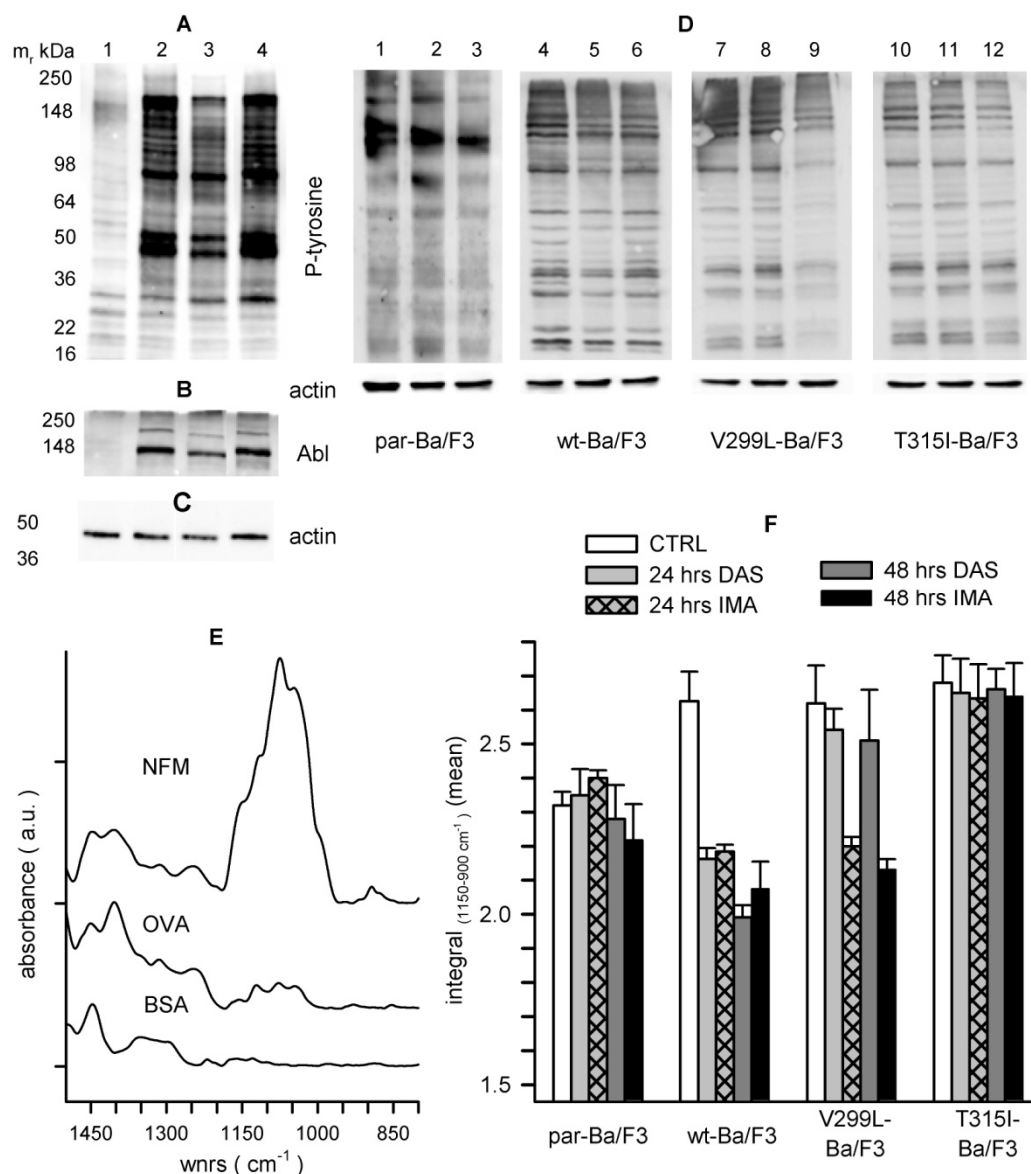 A
D
mr kDa
1 2 3 4
1 2 3
4 5 6
7 8 9
10 11 12
250
148
98
64
50
36
22
16
P-tyrosine
actin
B
250
148
Abl
par-Ba/F3
wt-Ba/F3
V299L-Ba/F3
T315I-Ba/F3
C
50
36
actin
F
CTRL
24 hrs DAS
24 hrs IMA
48 hrs DAS
48 hrs IMA
E
NFM
OVA
BSA
absorbance ( a.u. )
1450 1300 1150 1000 850
wnrs ( cm-1 )
integral (1150-900 cm-1) (mean)
2.5
2.0
1.5
par-Ba/F3
wt-Ba/F3
V299L-
Ba/F3
T315I-
Ba/F3